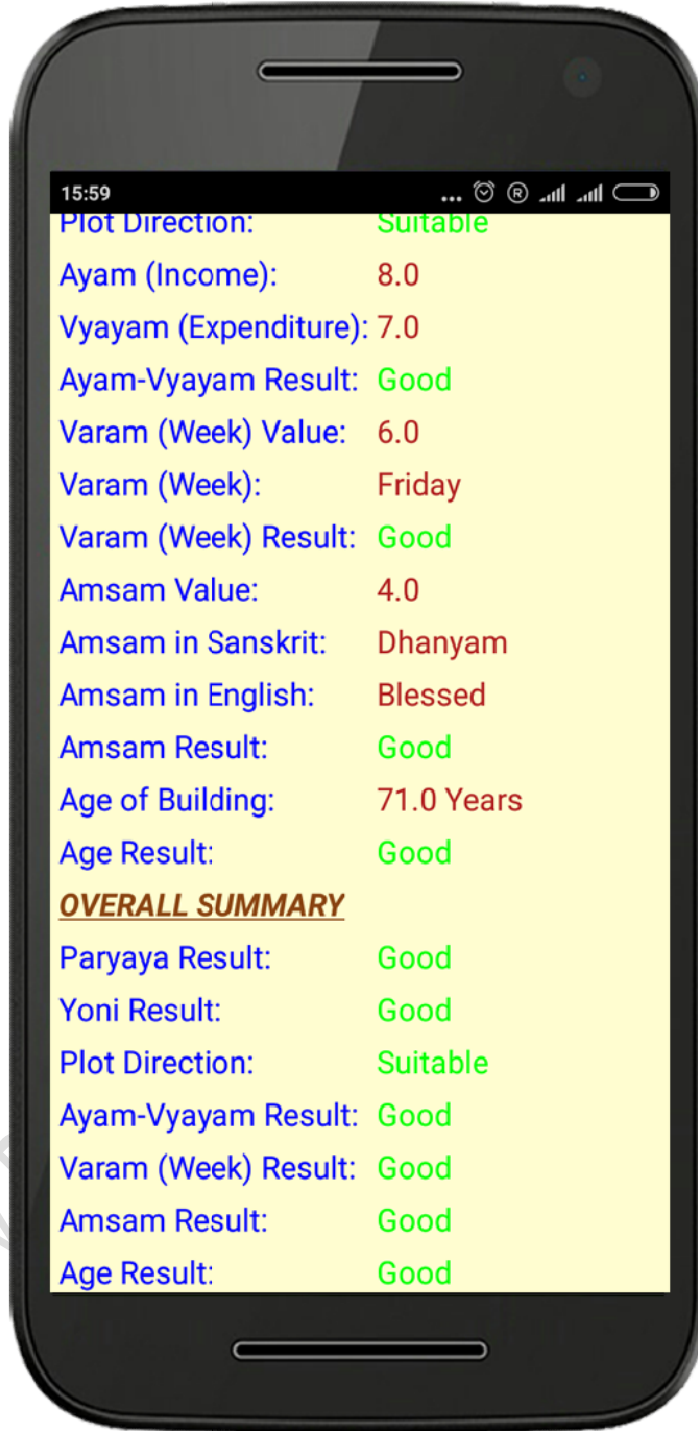 15:59 ... R
Plot Direction: Suitable
Ayam (Income): 8.0
Vyayam (Expenditure): 7.0
Ayam-Vyayam Result: Good
Varam (Week) Value: 6.0
Varam (Week): Friday
Varam (Week) Result: Good
Amsam Value: 4.0
Amsam in Sanskrit: Dhanyam
Amsam in English: Blessed
Amsam Result: Good
Age of Building: 71.0 Years
Age Result: Good
OVERALL SUMMARY
Paryaya Result: Good
Yoni Result: Good
Plot Direction: Suitable
Ayam-Vyayam Result: Good
Varam (Week) Result: Good
Amsam Result: Good
Age Result: Good